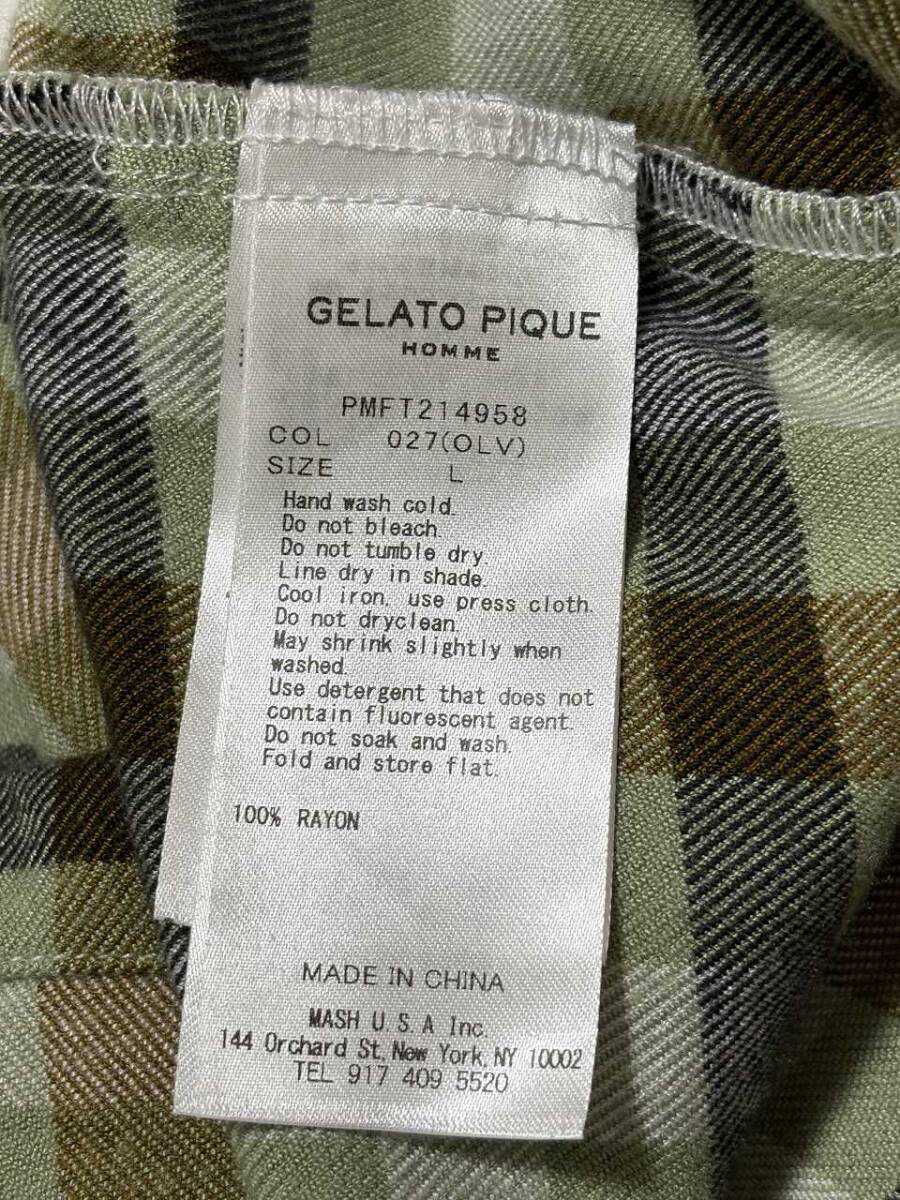 GELATO PIQUE
HOMME
PMFT214958
COL 027(OLV)
SIZE L
Hand wash cold.
Do not bleach.
Do not tumble dry.
Line dry in shade.
Cool iron, use press cloth.
Do not dryclean.
May shrink slightly when
washed.
Use detergent that does not
contain fluorescent agent.
Do not soak and wash.
Fold and store flat.
100% RAYON
MADE IN CHINA
MASH U.S.A Inc.
144 Orchard St, New York, NY 10002
TEL 917 409 5520